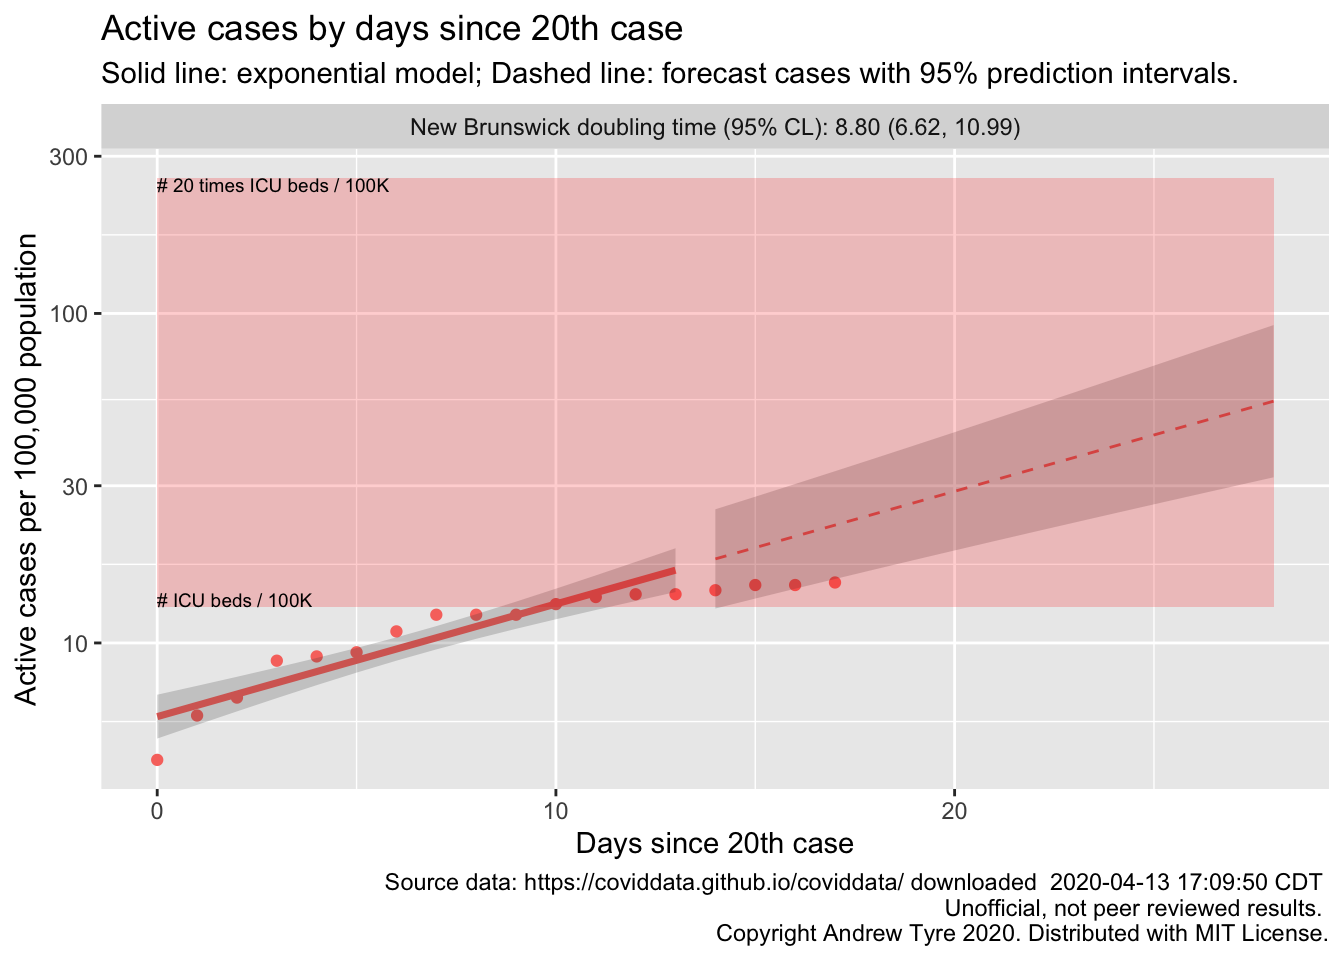 Active cases by days since 20th case
Solid line: exponential model; Dashed line: forecast cases with 95% prediction intervals.
New Brunswick doubling time (95% CL): 8.80 (6.62, 10.99)
Active cases per 100,000 population
300
100
30
10
# 20 times ICU beds / 100K
# ICU beds / 100K
0
10
20
Days since 20th case
Source data: https://coviddata.github.io/coviddata/ downloaded  2020-04-13 17:09:50 CDT
Unofficial, not peer reviewed results.
Copyright Andrew Tyre 2020. Distributed with MIT License.